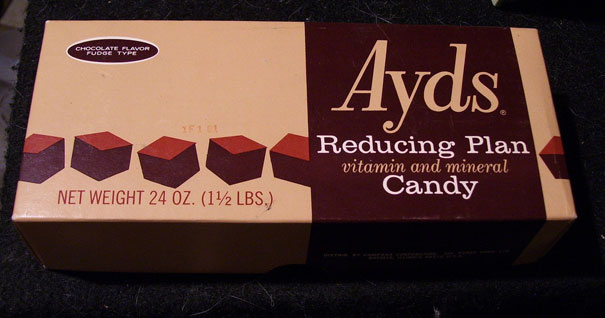 CHOCOLATE FLAVOR
FUDGE TYPE
Ayds®
Reducing Plan
vitamin and mineral
Candy
NET WEIGHT 24 OZ. (1½ LBS.)